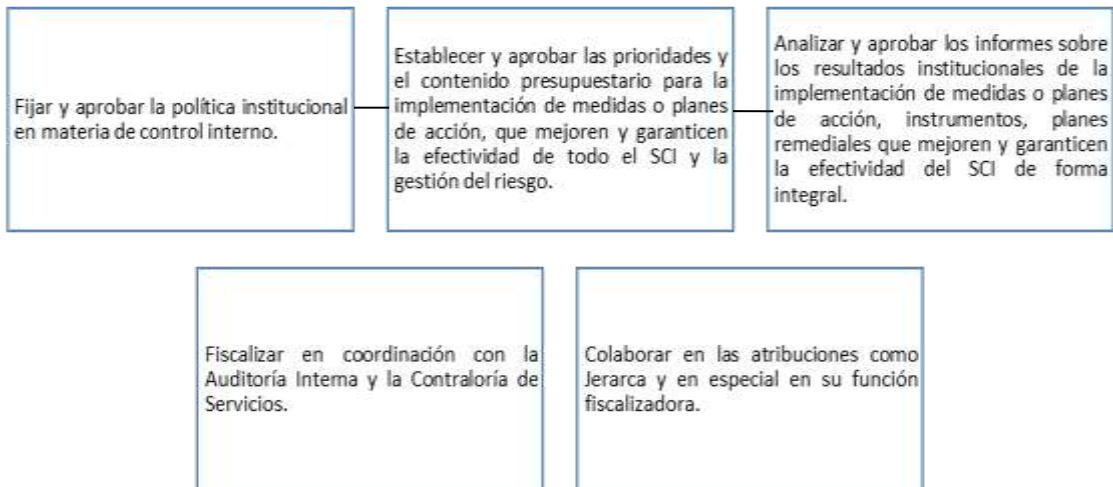 Fijar y aprobar la política institucional
en materia de control interno.
Establecer y aprobar las prioridades y
el contenido presupuestario para la
implementación de medidas o planes
de acción, que mejoren y garanticen
la efectividad de todo el SCI y la
gestión del riesgo.
Analizar y aprobar los informes sobre
los resultados institucionales de la
implementación de medidas o planes
de acción, instrumentos, planes
remediales que mejoren y garanticen
la efectividad del SCI de forma
integral.
Fiscalizar en coordinación con la
Auditoría Interna y la Contraloría de
Servicios.
Colaborar en las atribuciones como
Jerarca y en especial en su función
fiscalizadora.